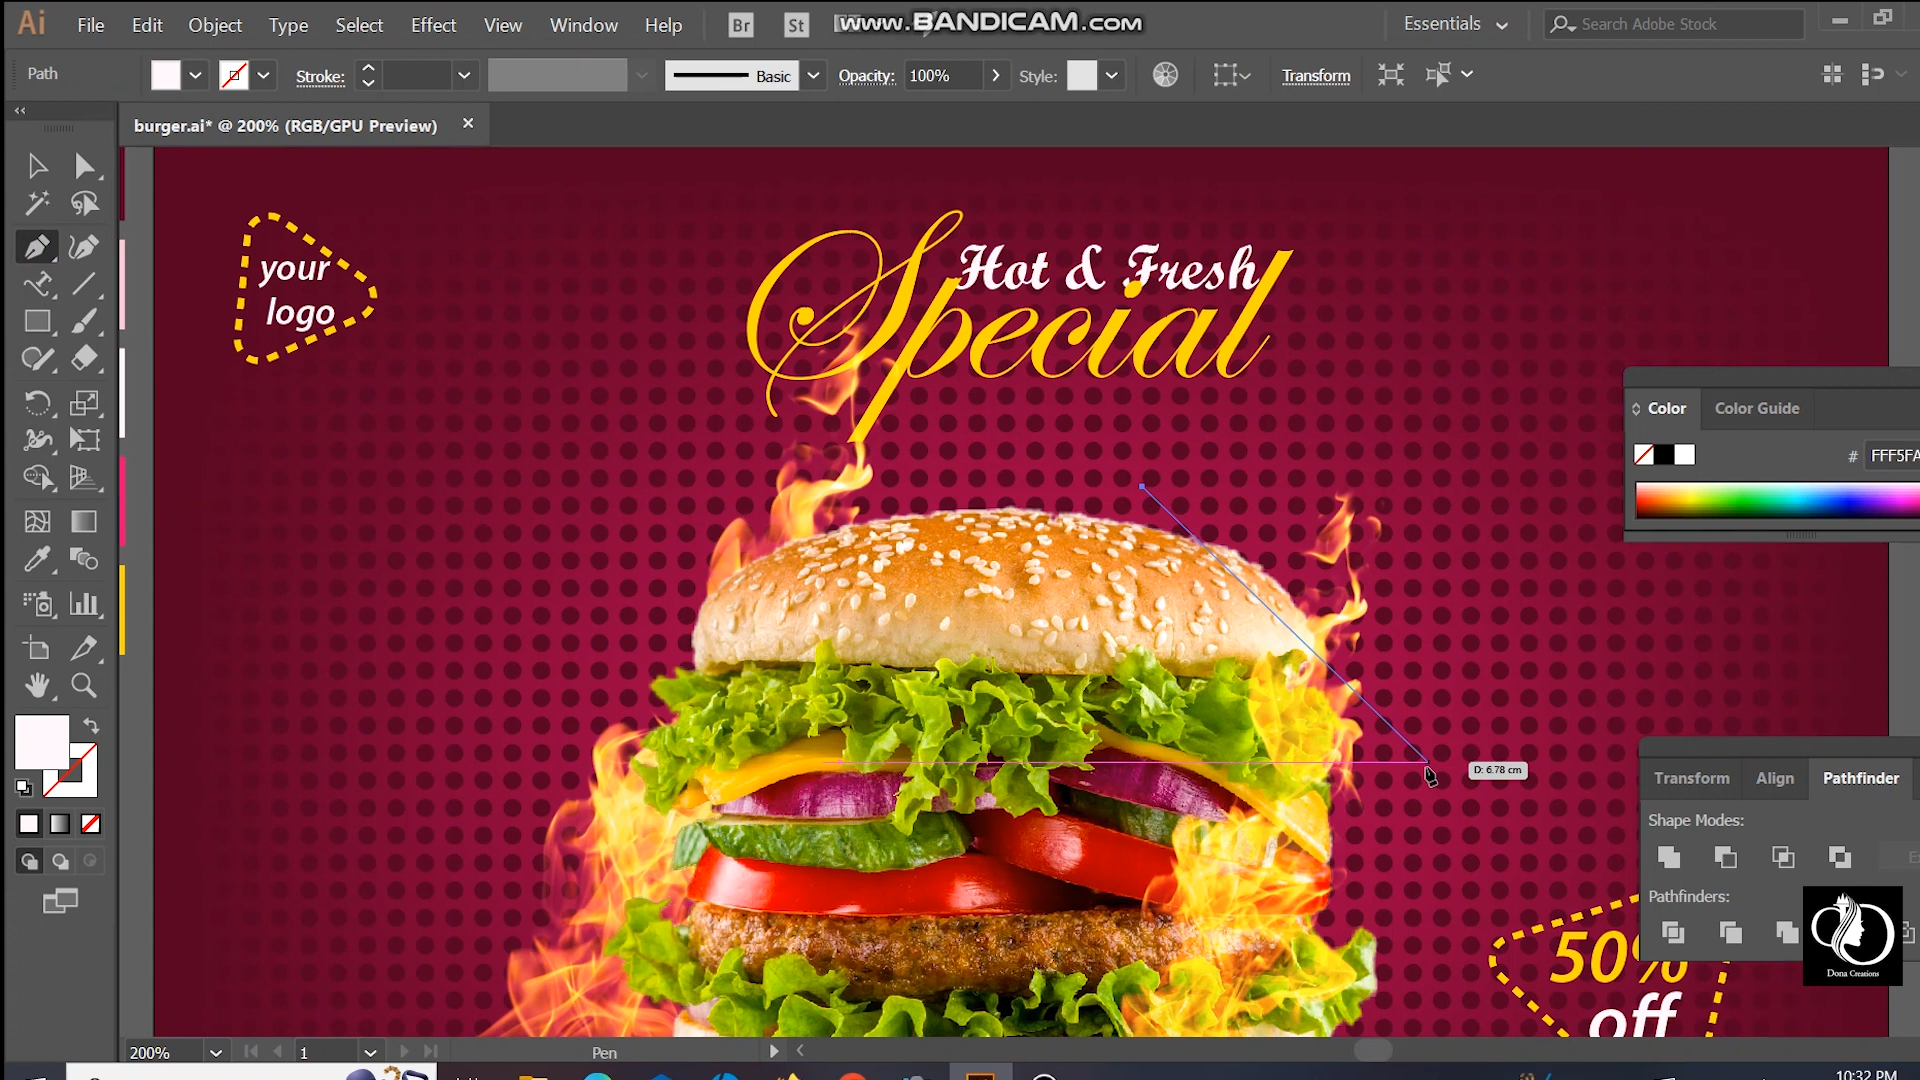 Ai File Edit Object Type Select Effect View Window Help Br St www.BANDICAM.com Essentials Search Adobe Stock
Path Stroke: Basic Opacity: 100% Style: Transform
burger.ai* @ 200% (RGB/GPU Preview)
your
logo
Hot & Fresh
Special
Color Color Guide
# FFF5FA
D: 6.78 cm
Transform Align Pathfinder
Shape Modes:
Pathfinders:
50%
off
Dona Creations
200% 1 Pen
10:32 PM